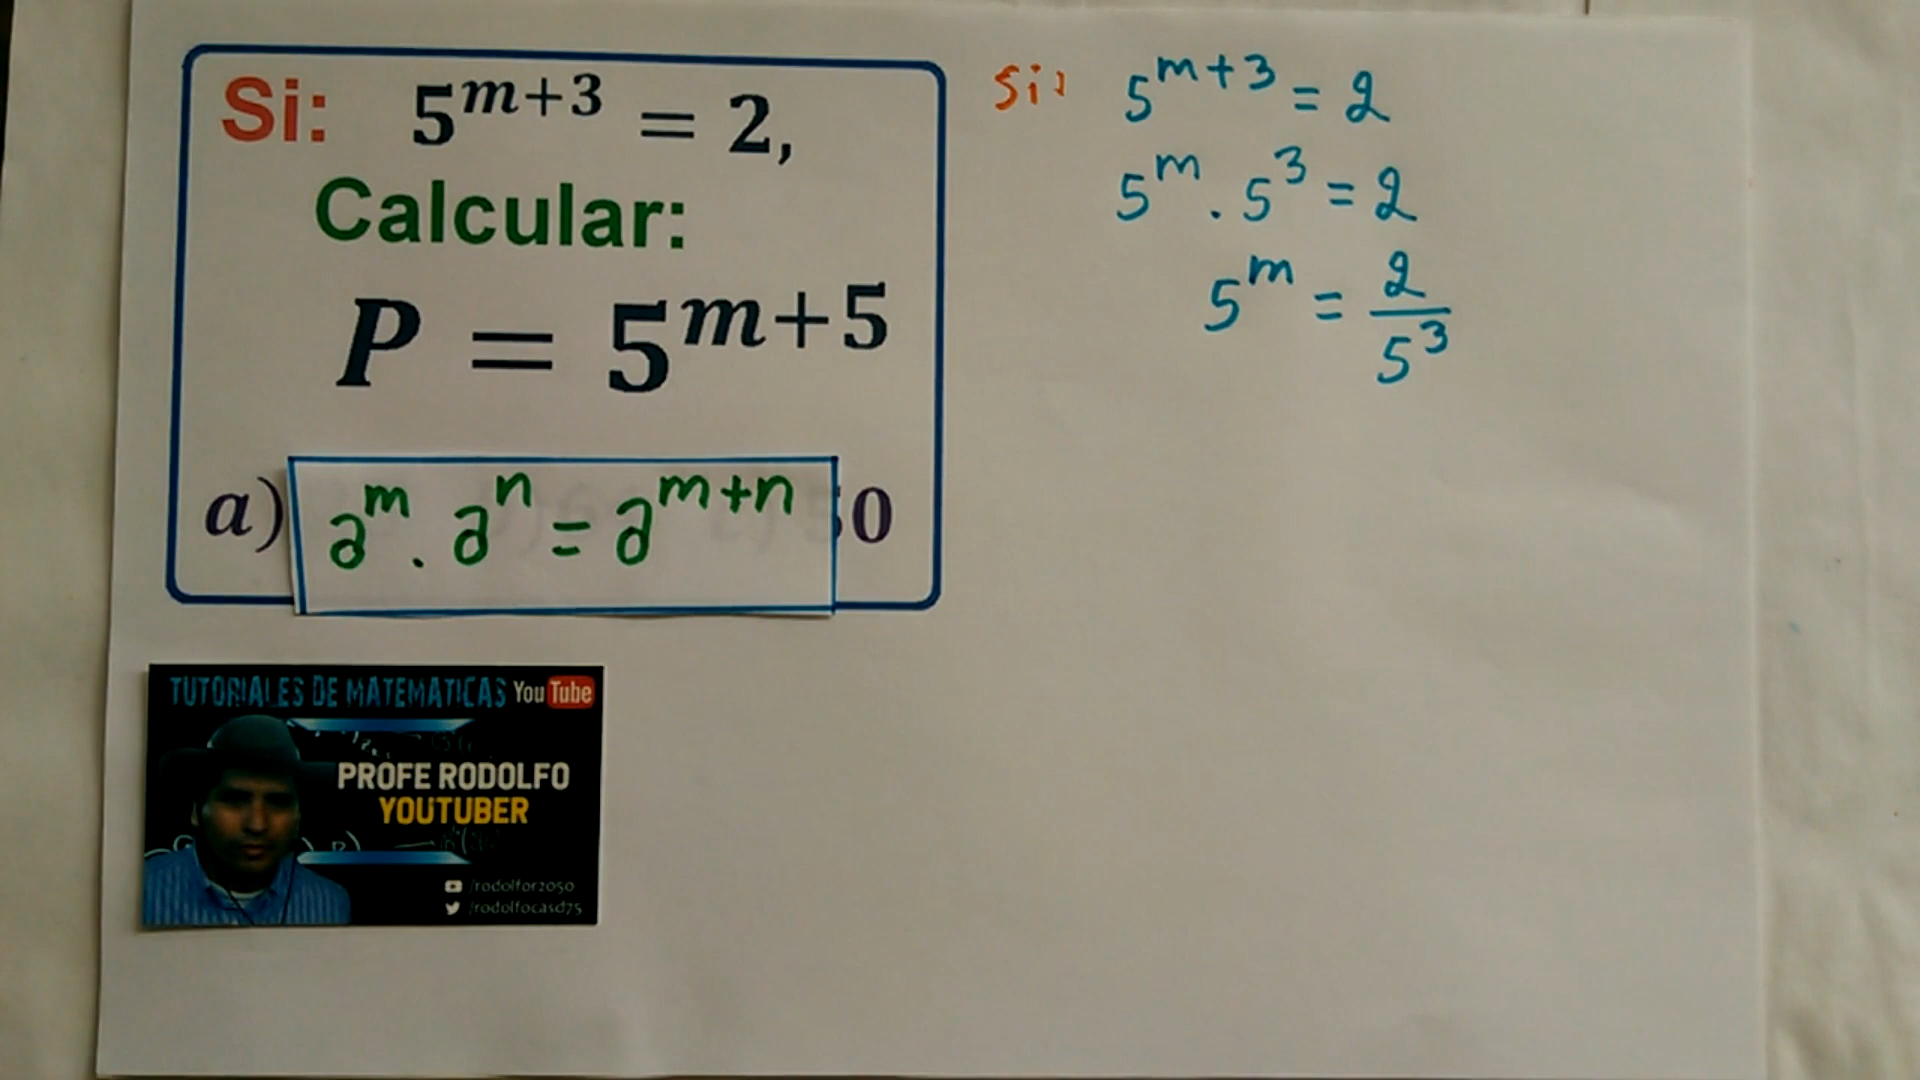 Si: 5^{m+3} = 2,
Calcular:
P = 5^{m+5}
a) a^m . a^n = a^{m+n} 0
Si: 5^{m+3} = 2
5^m . 5^3 = 2
5^m = 2/5^3
TUTORIALES DE MATEMATICAS YouTube
PROFE RODOLFO
YOUTUBER
/rodolfor2050
/rodolfocasd75